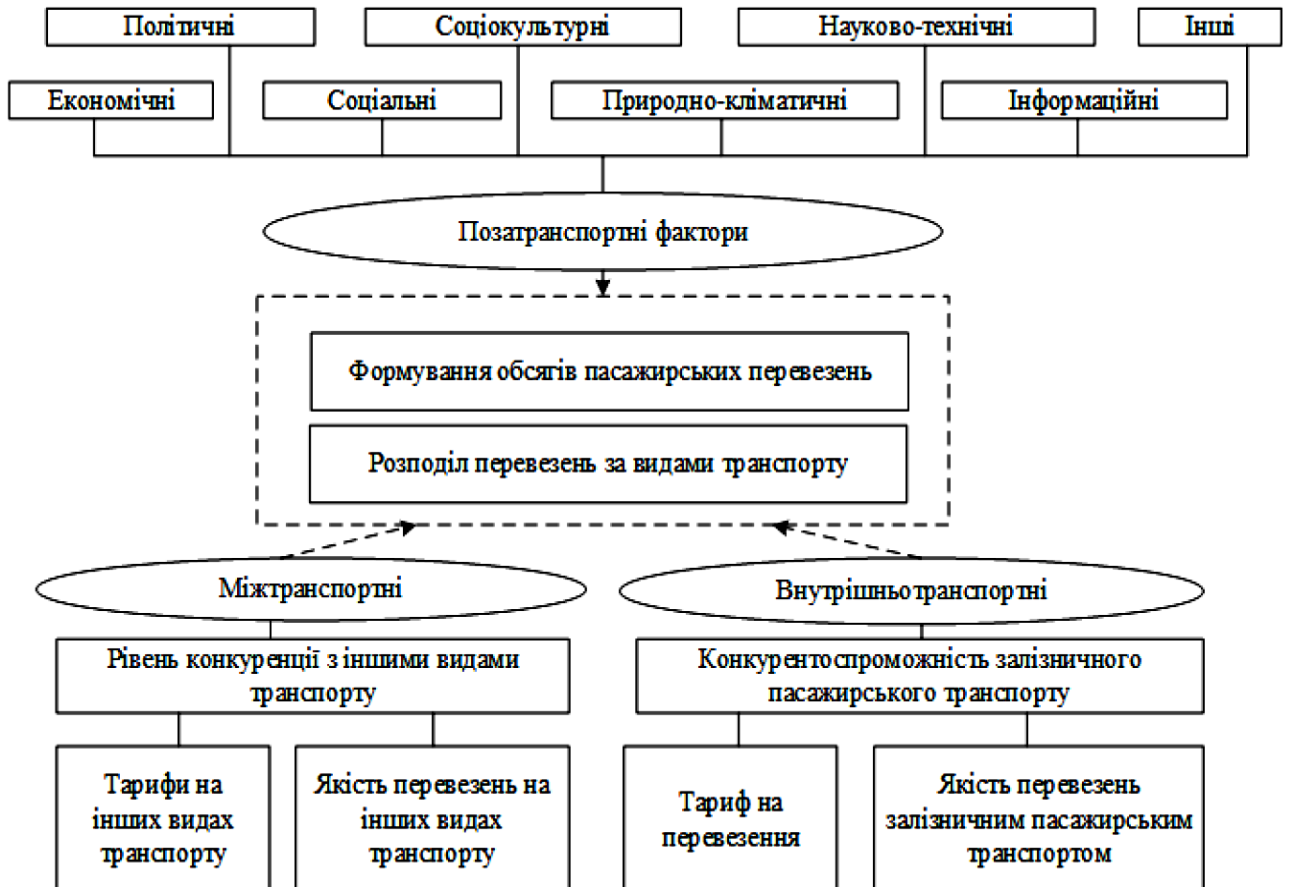 Політичні
Соціокультурні
Науково-технічні
Інші
Економічні
Соціальні
Природно-кліматичні
Інформаційні
Позатранспортні фактори
Формування обсягів пасажирських перевезень
Розподіл перевезень за видами транспорту
Міжтранспортні
Внутрішньотранспортні
Рівень конкуренції з іншими видами
транспорту
Конкурентоспроможність залізничного
пасажирського транспорту
Тарифи на
інших видах
транспорту
Якість перевезень на
інших видах
транспорту
Тариф на
перевезення
Якість перевезень
залізничним пасажирським
транспортом